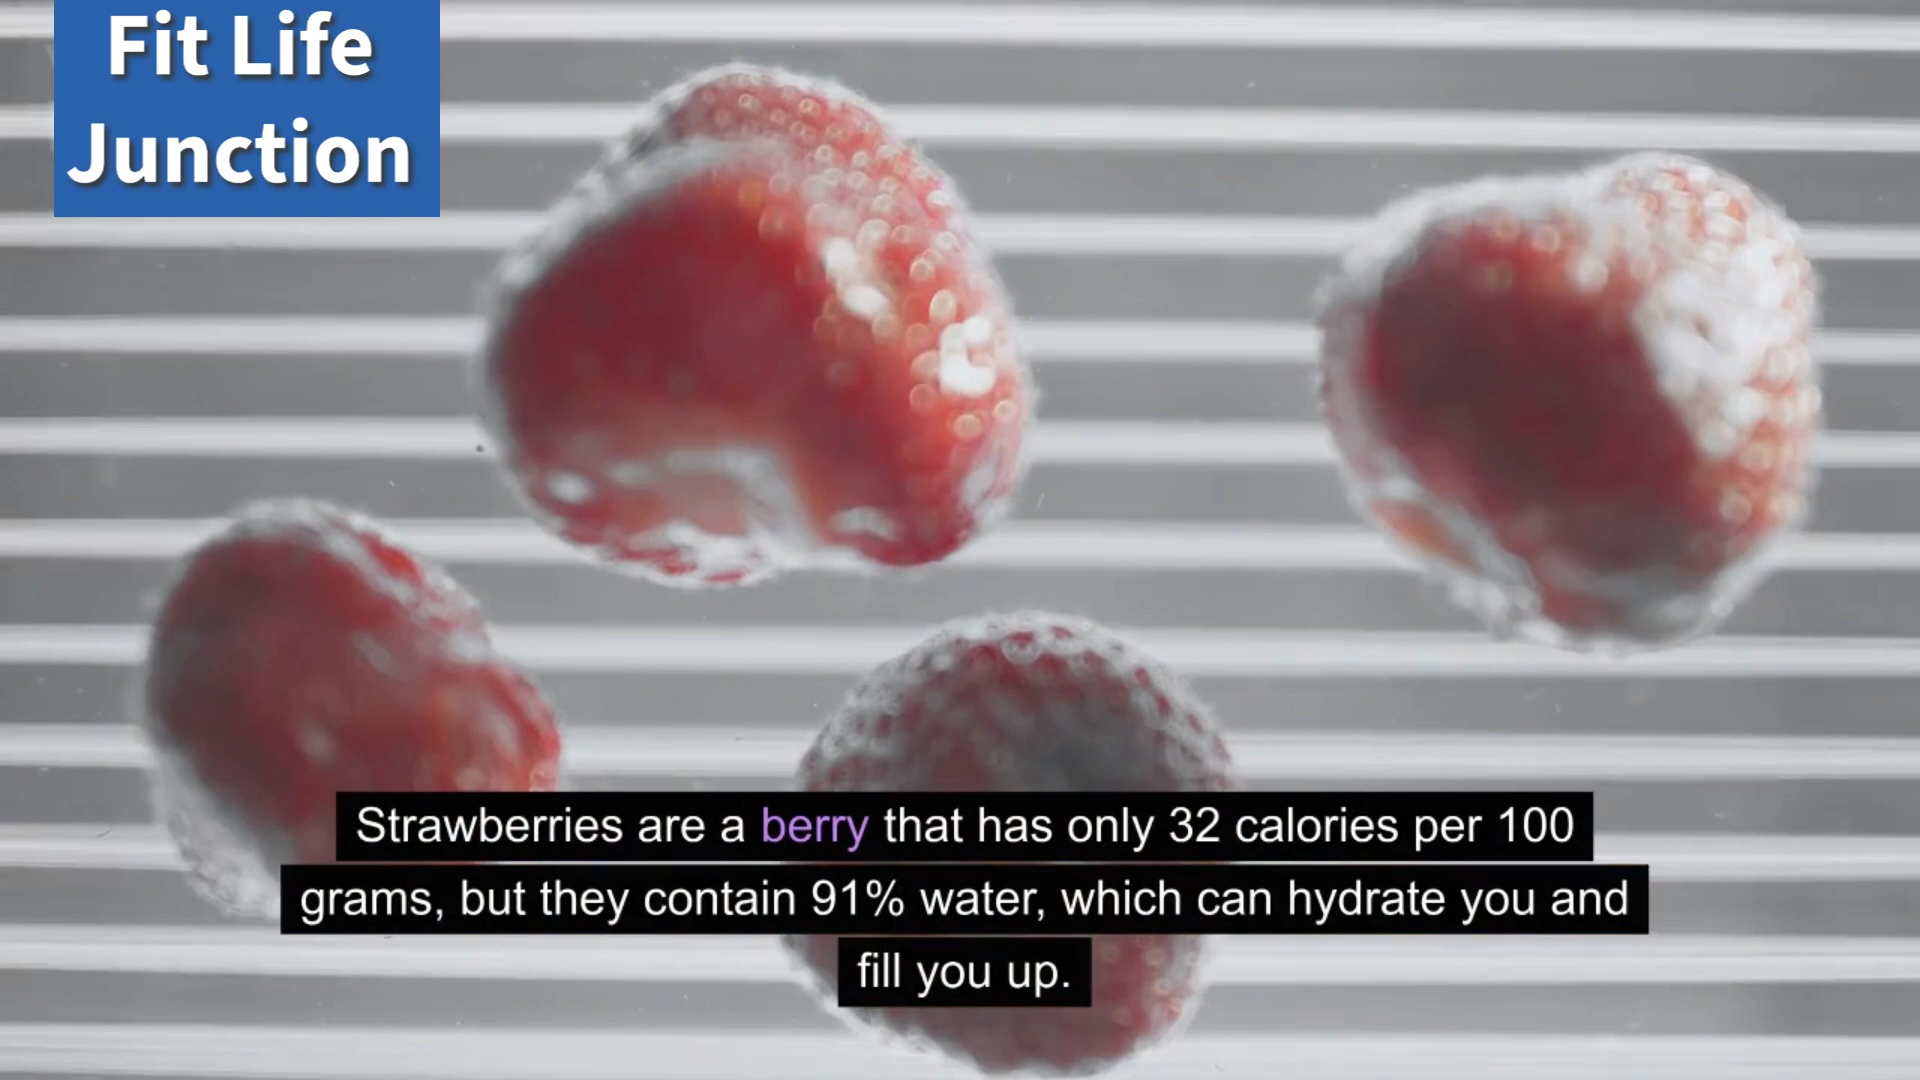 Fit Life
Junction
Strawberries are a berry that has only 32 calories per 100
grams, but they contain 91% water, which can hydrate you and
fill you up.